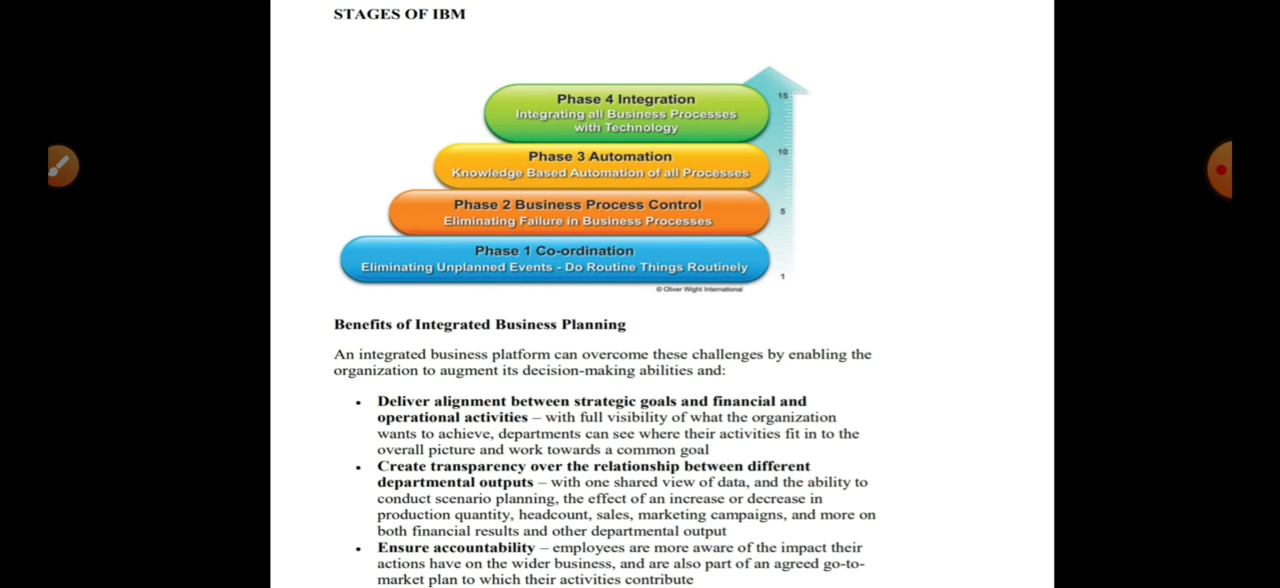 STAGES OF IBM
Phase 4 Integration
Integrating all Business Processes
with Technology
15
Phase 3 Automation
Knowledge Based Automation of all Processes
10
Phase 2 Business Process Control
Eliminating Failure in Business Processes
5
Phase 1 Co-ordination
Eliminating Unplanned Events - Do Routine Things Routinely
1
© Oliver Wight International
Benefits of Integrated Business Planning
An integrated business platform can overcome these challenges by enabling the
organization to augment its decision-making abilities and:
• Deliver alignment between strategic goals and financial and
operational activities – with full visibility of what the organization
wants to achieve, departments can see where their activities fit in to the
overall picture and work towards a common goal
• Create transparency over the relationship between different
departmental outputs – with one shared view of data, and the ability to
conduct scenario planning, the effect of an increase or decrease in
production quantity, headcount, sales, marketing campaigns, and more on
both financial results and other departmental output
• Ensure accountability – employees are more aware of the impact their
actions have on the wider business, and are also part of an agreed go-to-
market plan to which their activities contribute